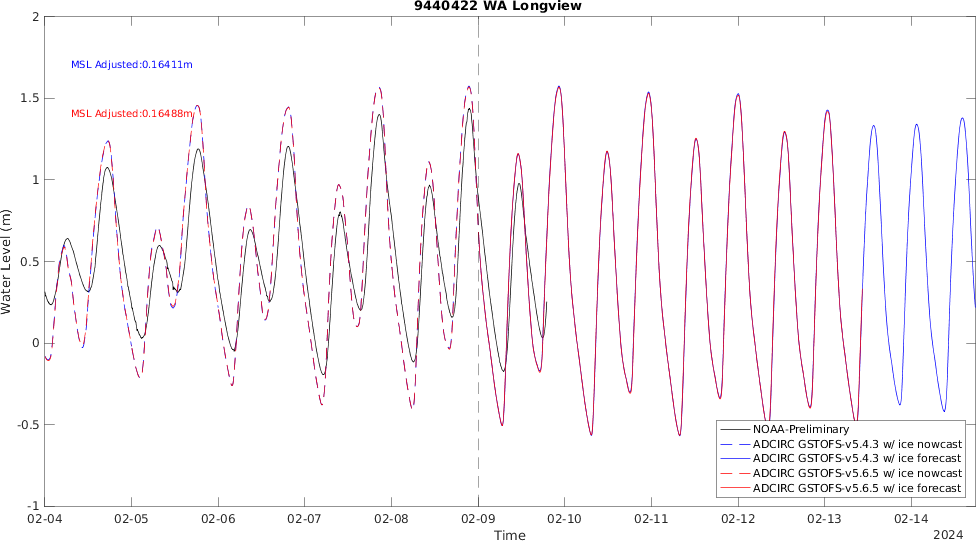 9440422 WA Longview
2
1.5
1
0.5
0
-0.5
-1
Water Level (m)
MSL Adjusted:0.16411m
MSL Adjusted:0.16488m
NOAA-Preliminary
ADCIRC GSTOFS-v5.4.3 w/ ice nowcast
ADCIRC GSTOFS-v5.4.3 w/ ice forecast
ADCIRC GSTOFS-v5.6.5 w/ ice nowcast
ADCIRC GSTOFS-v5.6.5 w/ ice forecast
02-04 02-05 02-06 02-07 02-08 02-09 02-10 02-11 02-12 02-13 02-14
Time
2024